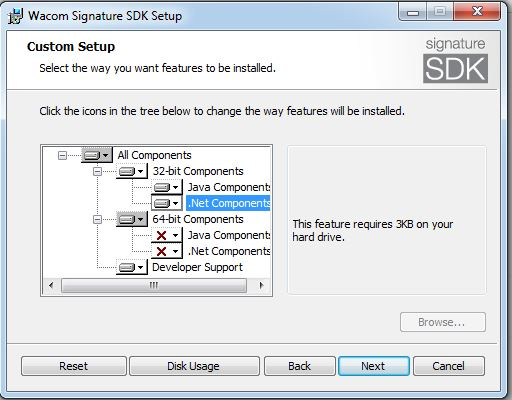 Wacom Signature SDK Setup
Custom Setup
Select the way you want features to be installed.
signature
SDK
Click the icons in the tree below to change the way features will be installed.
All Components
32-bit Components
Java Components
.Net Components
64-bit Components
Java Components
.Net Components
Developer Support
This feature requires 3KB on your
hard drive.
Browse...
Reset
Disk Usage
Back
Next
Cancel